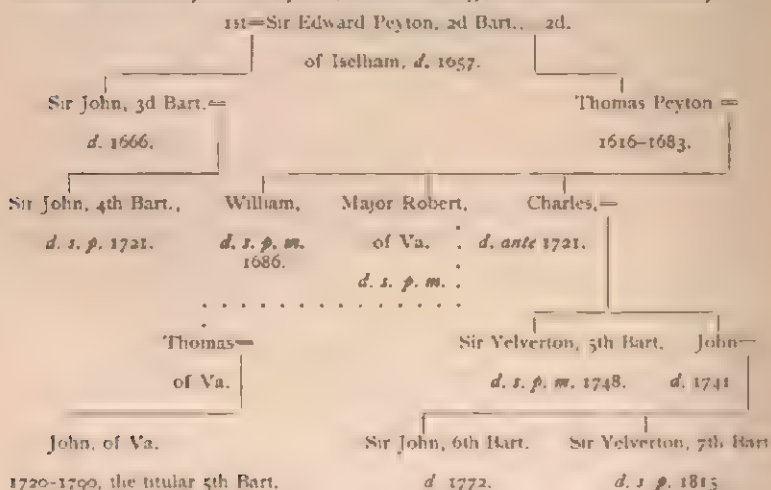 1st=Sir Edward Peyton, 2d Bart., 2d.
of Iselham, d. 1657.
Sir John, 3d Bart.= Thomas Peyton =
d. 1666. 1616–1683.
Sir John, 4th Bart., William, Major Robert, Charles,=
d. s. p. 1721. d. s. p. m. of Va. d. ante 1721.
1686.
d. s. p. m.
Thomas= Sir Yelverton, 5th Bart. John=
of Va. d. s. p. m. 1748. d. 1741
John, of Va. Sir John, 6th Bart. Sir Yelverton, 7th Bart
1720-1790, the titular 5th Bart. d 1772. d. s p. 1815